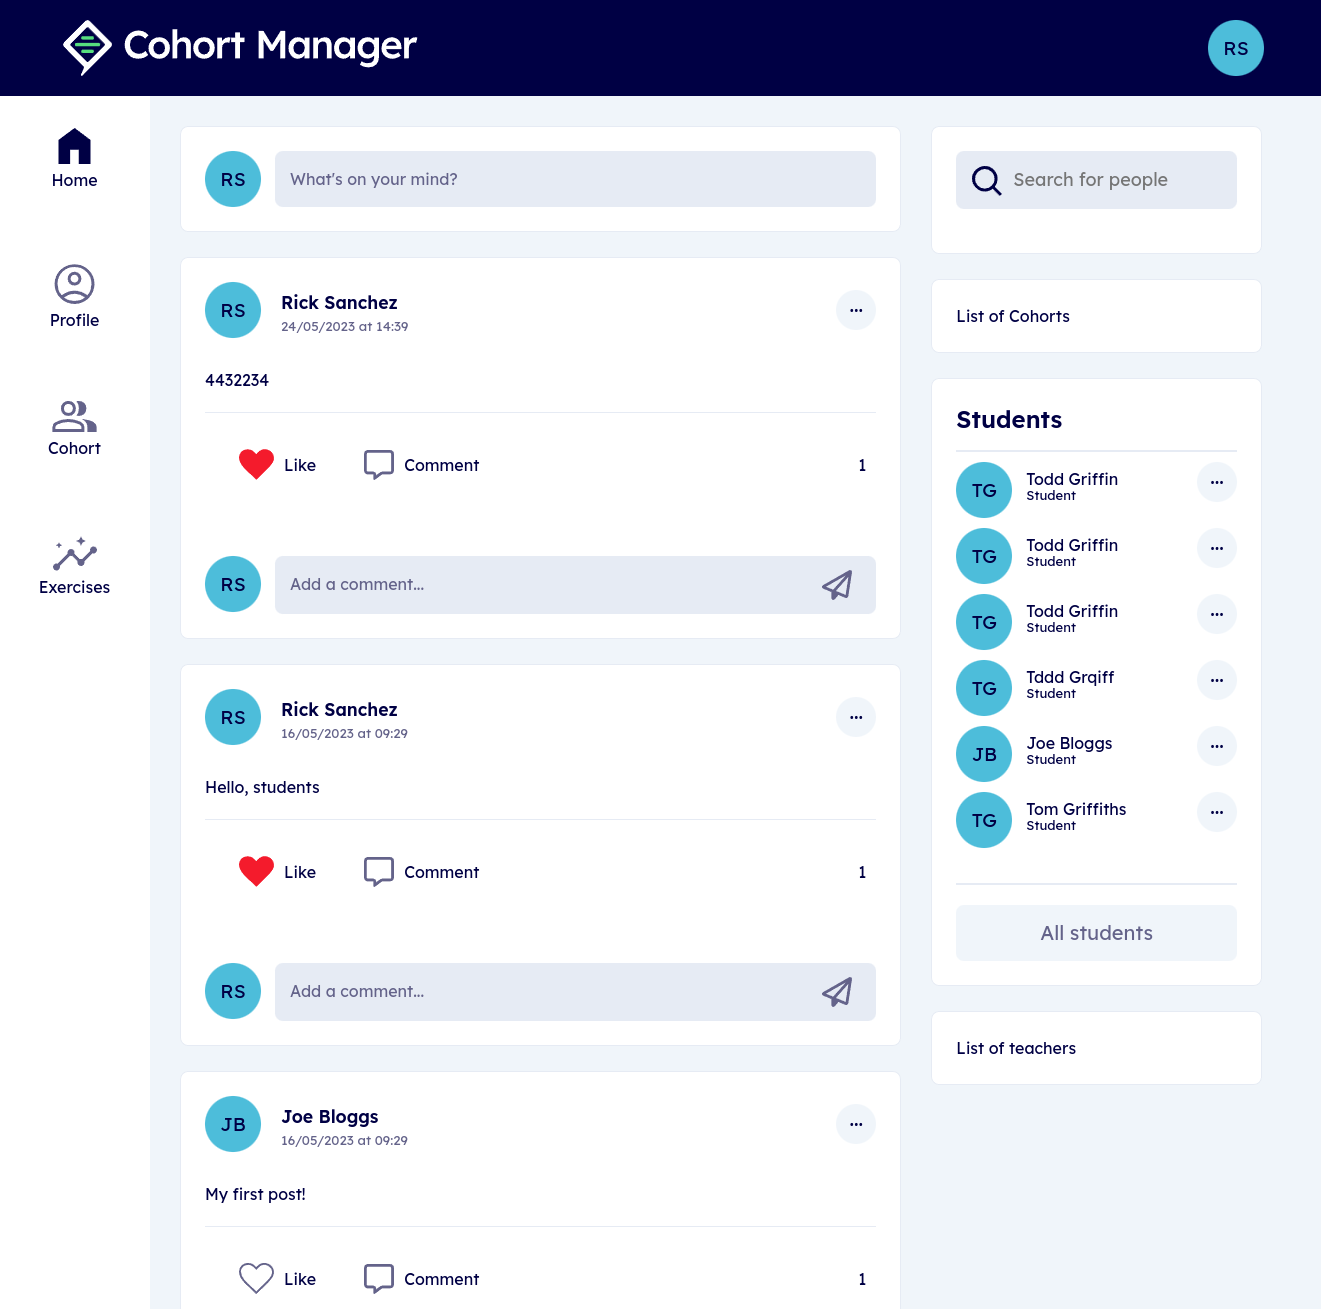 Cohort Manager
RS
Home
Profile
Cohort
Exercises
RS
What's on your mind?
RS
Rick Sanchez
24/05/2023 at 14:39
...
4432234
Like
Comment
1
RS
Add a comment...
RS
Rick Sanchez
16/05/2023 at 09:29
...
Hello, students
Like
Comment
1
RS
Add a comment...
JB
Joe Bloggs
16/05/2023 at 09:29
...
My first post!
Like
Comment
1
Search for people
List of Cohorts
Students
TG
Todd Griffin
Student
...
TG
Todd Griffin
Student
...
TG
Todd Griffin
Student
...
TG
Tddd Grqiff
Student
...
JB
Joe Bloggs
Student
...
TG
Tom Griffiths
Student
...
All students
List of teachers